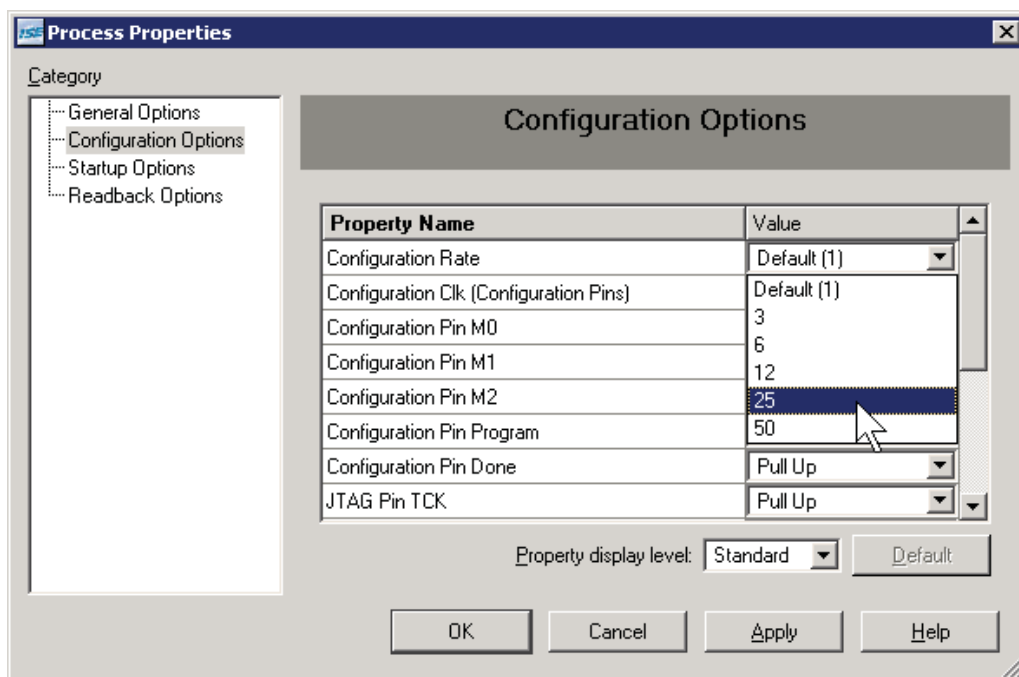 ISE Process Properties
Category
General Options
Configuration Options
Startup Options
Readback Options
Configuration Options
Property Name Value
Configuration Rate Default (1)
Configuration Clk (Configuration Pins) Default (1)
Configuration Pin M0 3
6
Configuration Pin M1 12
Configuration Pin M2 25
Configuration Pin Program 50
Configuration Pin Done Pull Up
JTAG Pin TCK Pull Up
Property display level: Standard Default
OK Cancel Apply Help